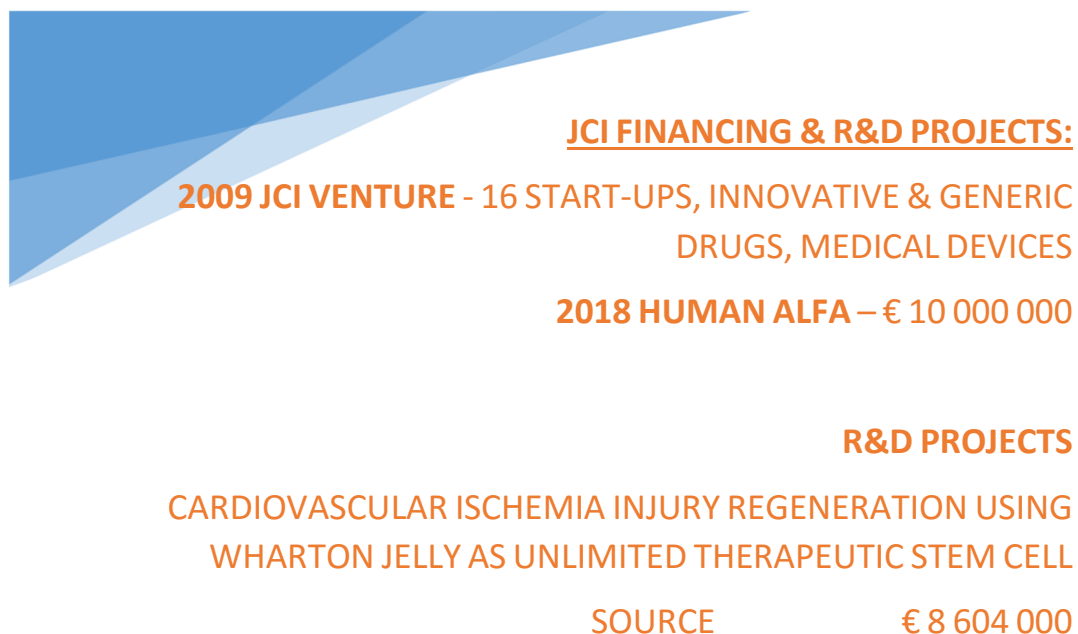 JCI FINANCING & R&D PROJECTS:
2009 JCI VENTURE - 16 START-UPS, INNOVATIVE & GENERIC
DRUGS, MEDICAL DEVICES
2018 HUMAN ALFA – € 10 000 000
R&D PROJECTS
CARDIOVASCULAR ISCHEMIA INJURY REGENERATION USING
WHARTON JELLY AS UNLIMITED THERAPEUTIC STEM CELL
SOURCE € 8 604 000